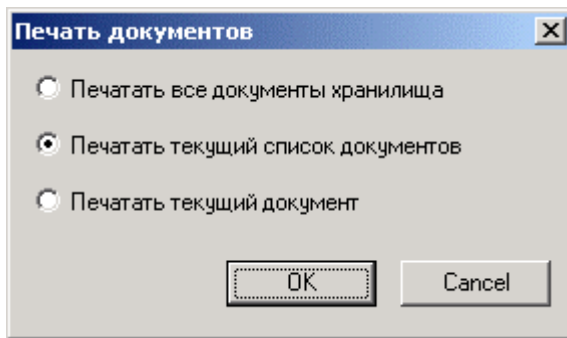 Печать документов
Печатать все документы хранилища
Печатать текущий список документов
Печатать текущий документ
OK Cancel